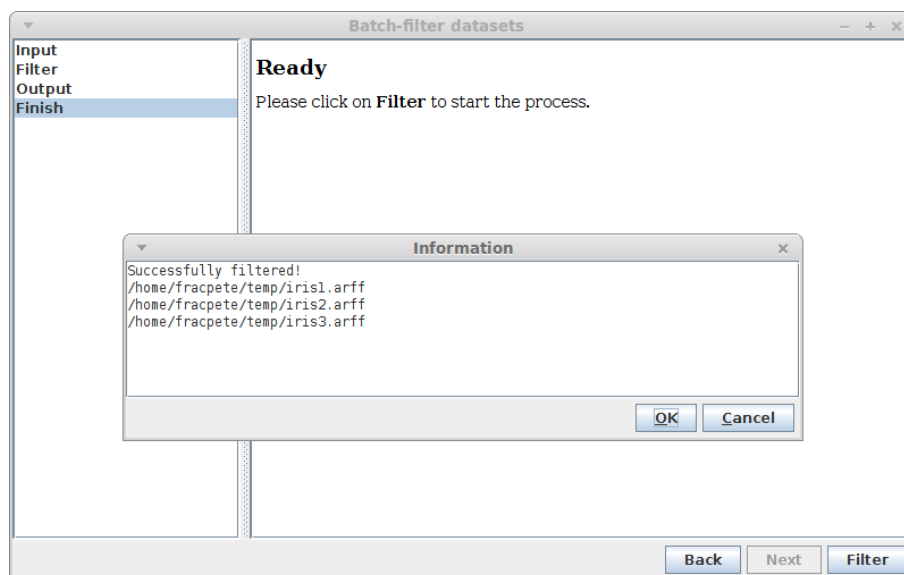 Batch-filter datasets
Input
Filter
Output
Finish
Ready
Please click on Filter to start the process.
Information
Successfully filtered!
/home/fracpete/temp/iris1.arff
/home/fracpete/temp/iris2.arff
/home/fracpete/temp/iris3.arff
OK Cancel
Back Next Filter